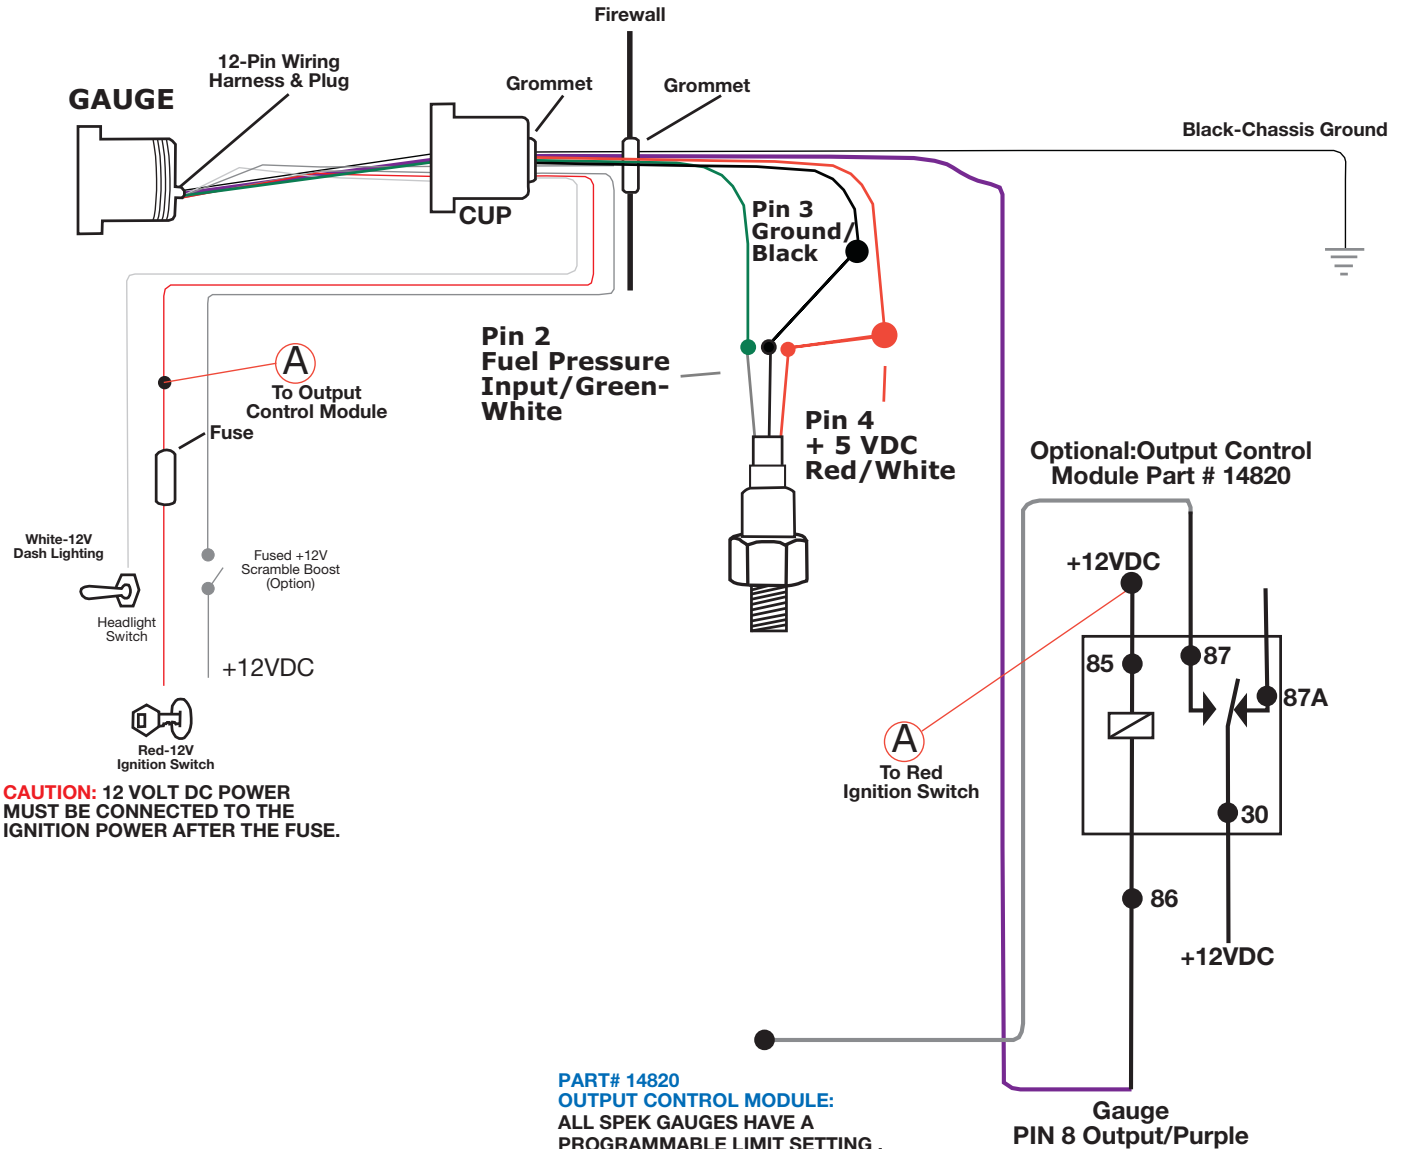 Firewall
12-Pin Wiring
Harness & Plug
Grommet
Grommet
GAUGE
Black-Chassis Ground
CUP
Pin 3
Ground/
Black
Pin 2
Fuel Pressure
Input/Green-
White
A
To Output
Control Module
Fuse
Pin 4
+ 5 VDC
Red/White
Optional:Output Control
Module Part # 14820
White-12V
Dash Lighting
Fused +12V
Scramble Boost
(Option)
+12VDC
Headlight
Switch
+12VDC
85
87
87A
A
To Red
Ignition Switch
Red-12V
Ignition Switch
CAUTION: 12 VOLT DC POWER
MUST BE CONNECTED TO THE
IGNITION POWER AFTER THE FUSE.
30
86
+12VDC
PART# 14820
OUTPUT CONTROL MODULE:
ALL SPEK GAUGES HAVE A
PROGRAMMABLE LIMIT SETTING .
Gauge
PIN 8 Output/Purple